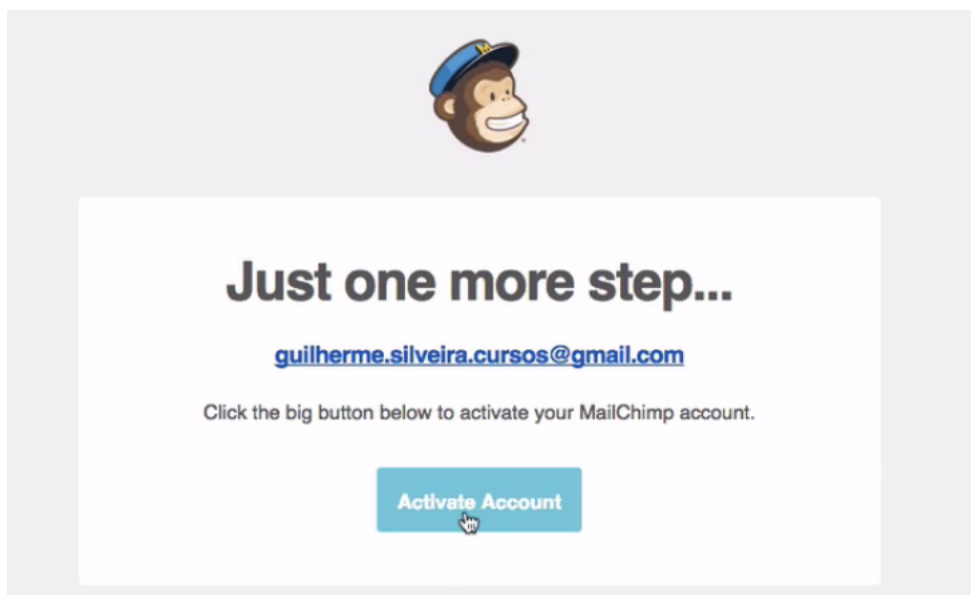 Just one more step...
guilherme.silveira.cursos@gmail.com
Click the big button below to activate your MailChimp account.
Activate Account